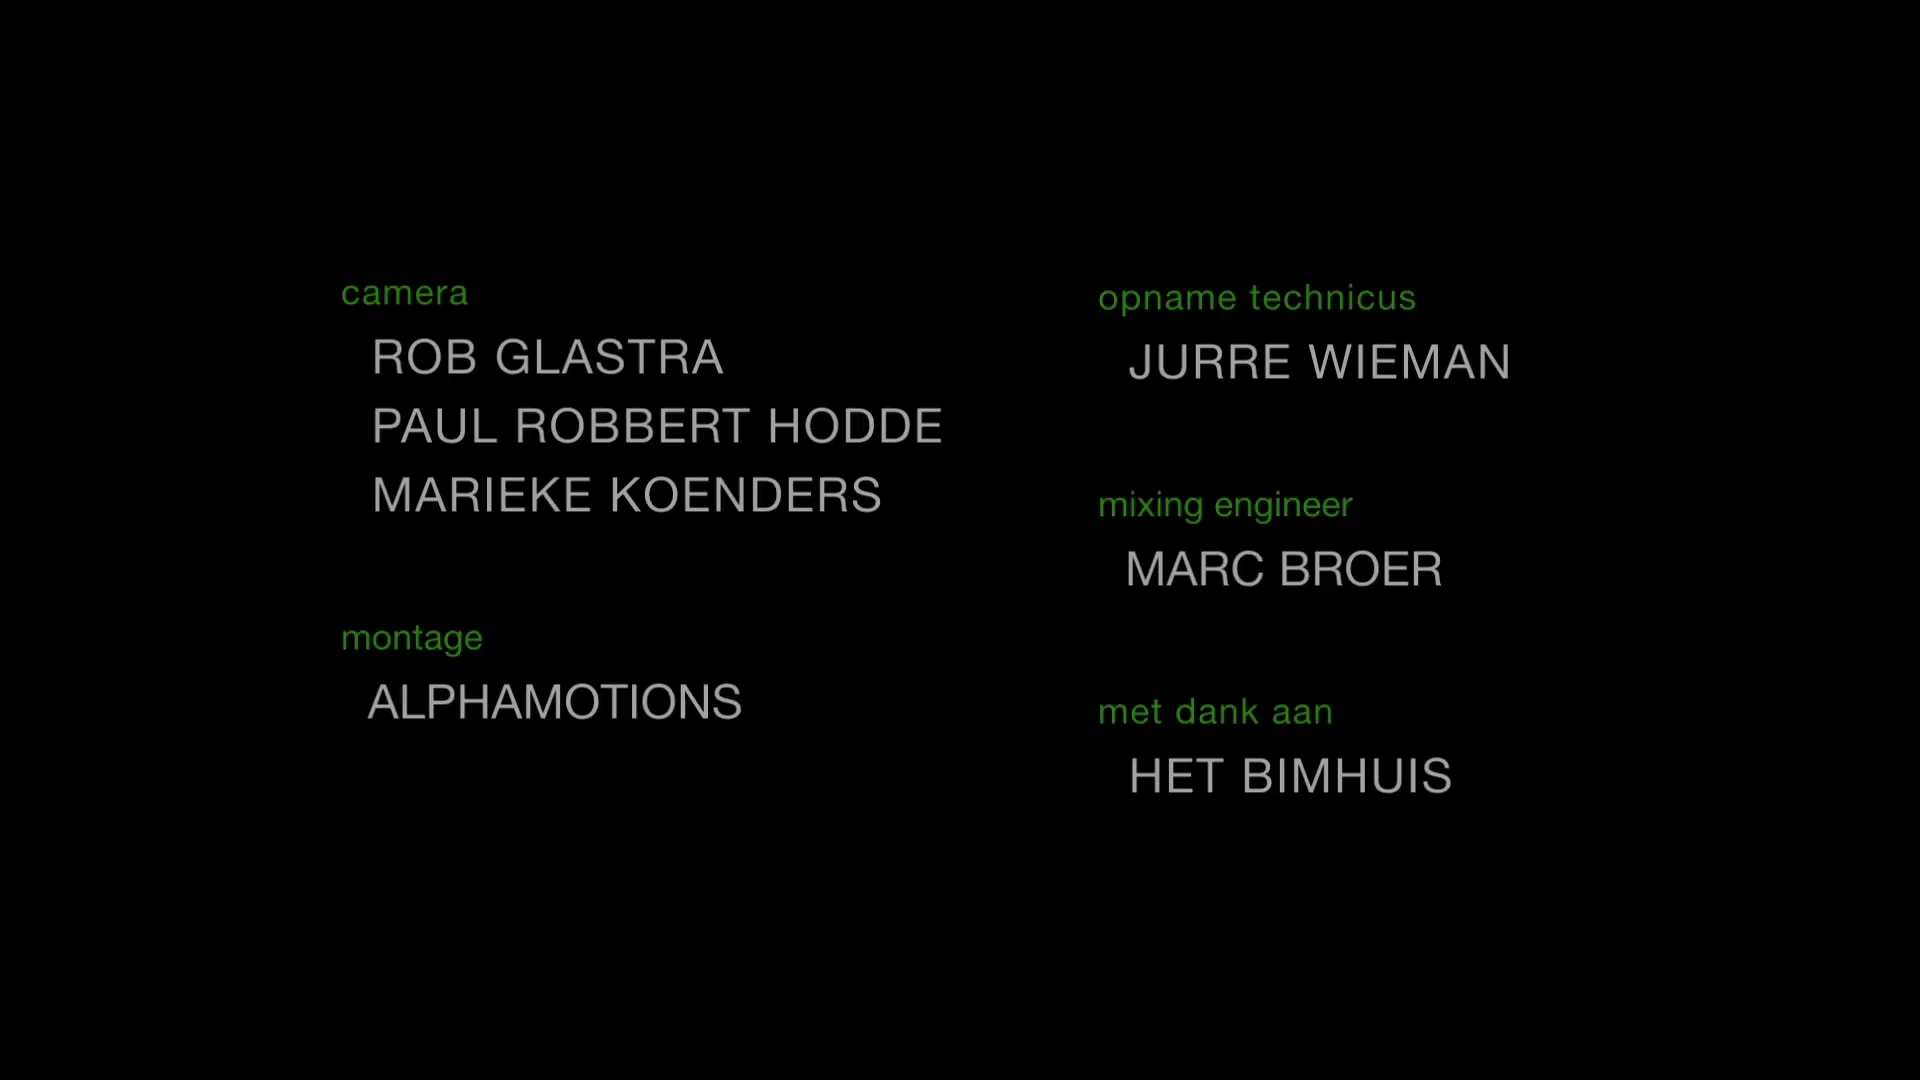 camera
ROB GLASTRA
PAUL ROBBERT HODDE
MARIEKE KOENDERS
montage
ALPHAMOTIONS
opname technicus
JURRE WIEMAN
mixing engineer
MARC BROER
met dank aan
HET BIMHUIS